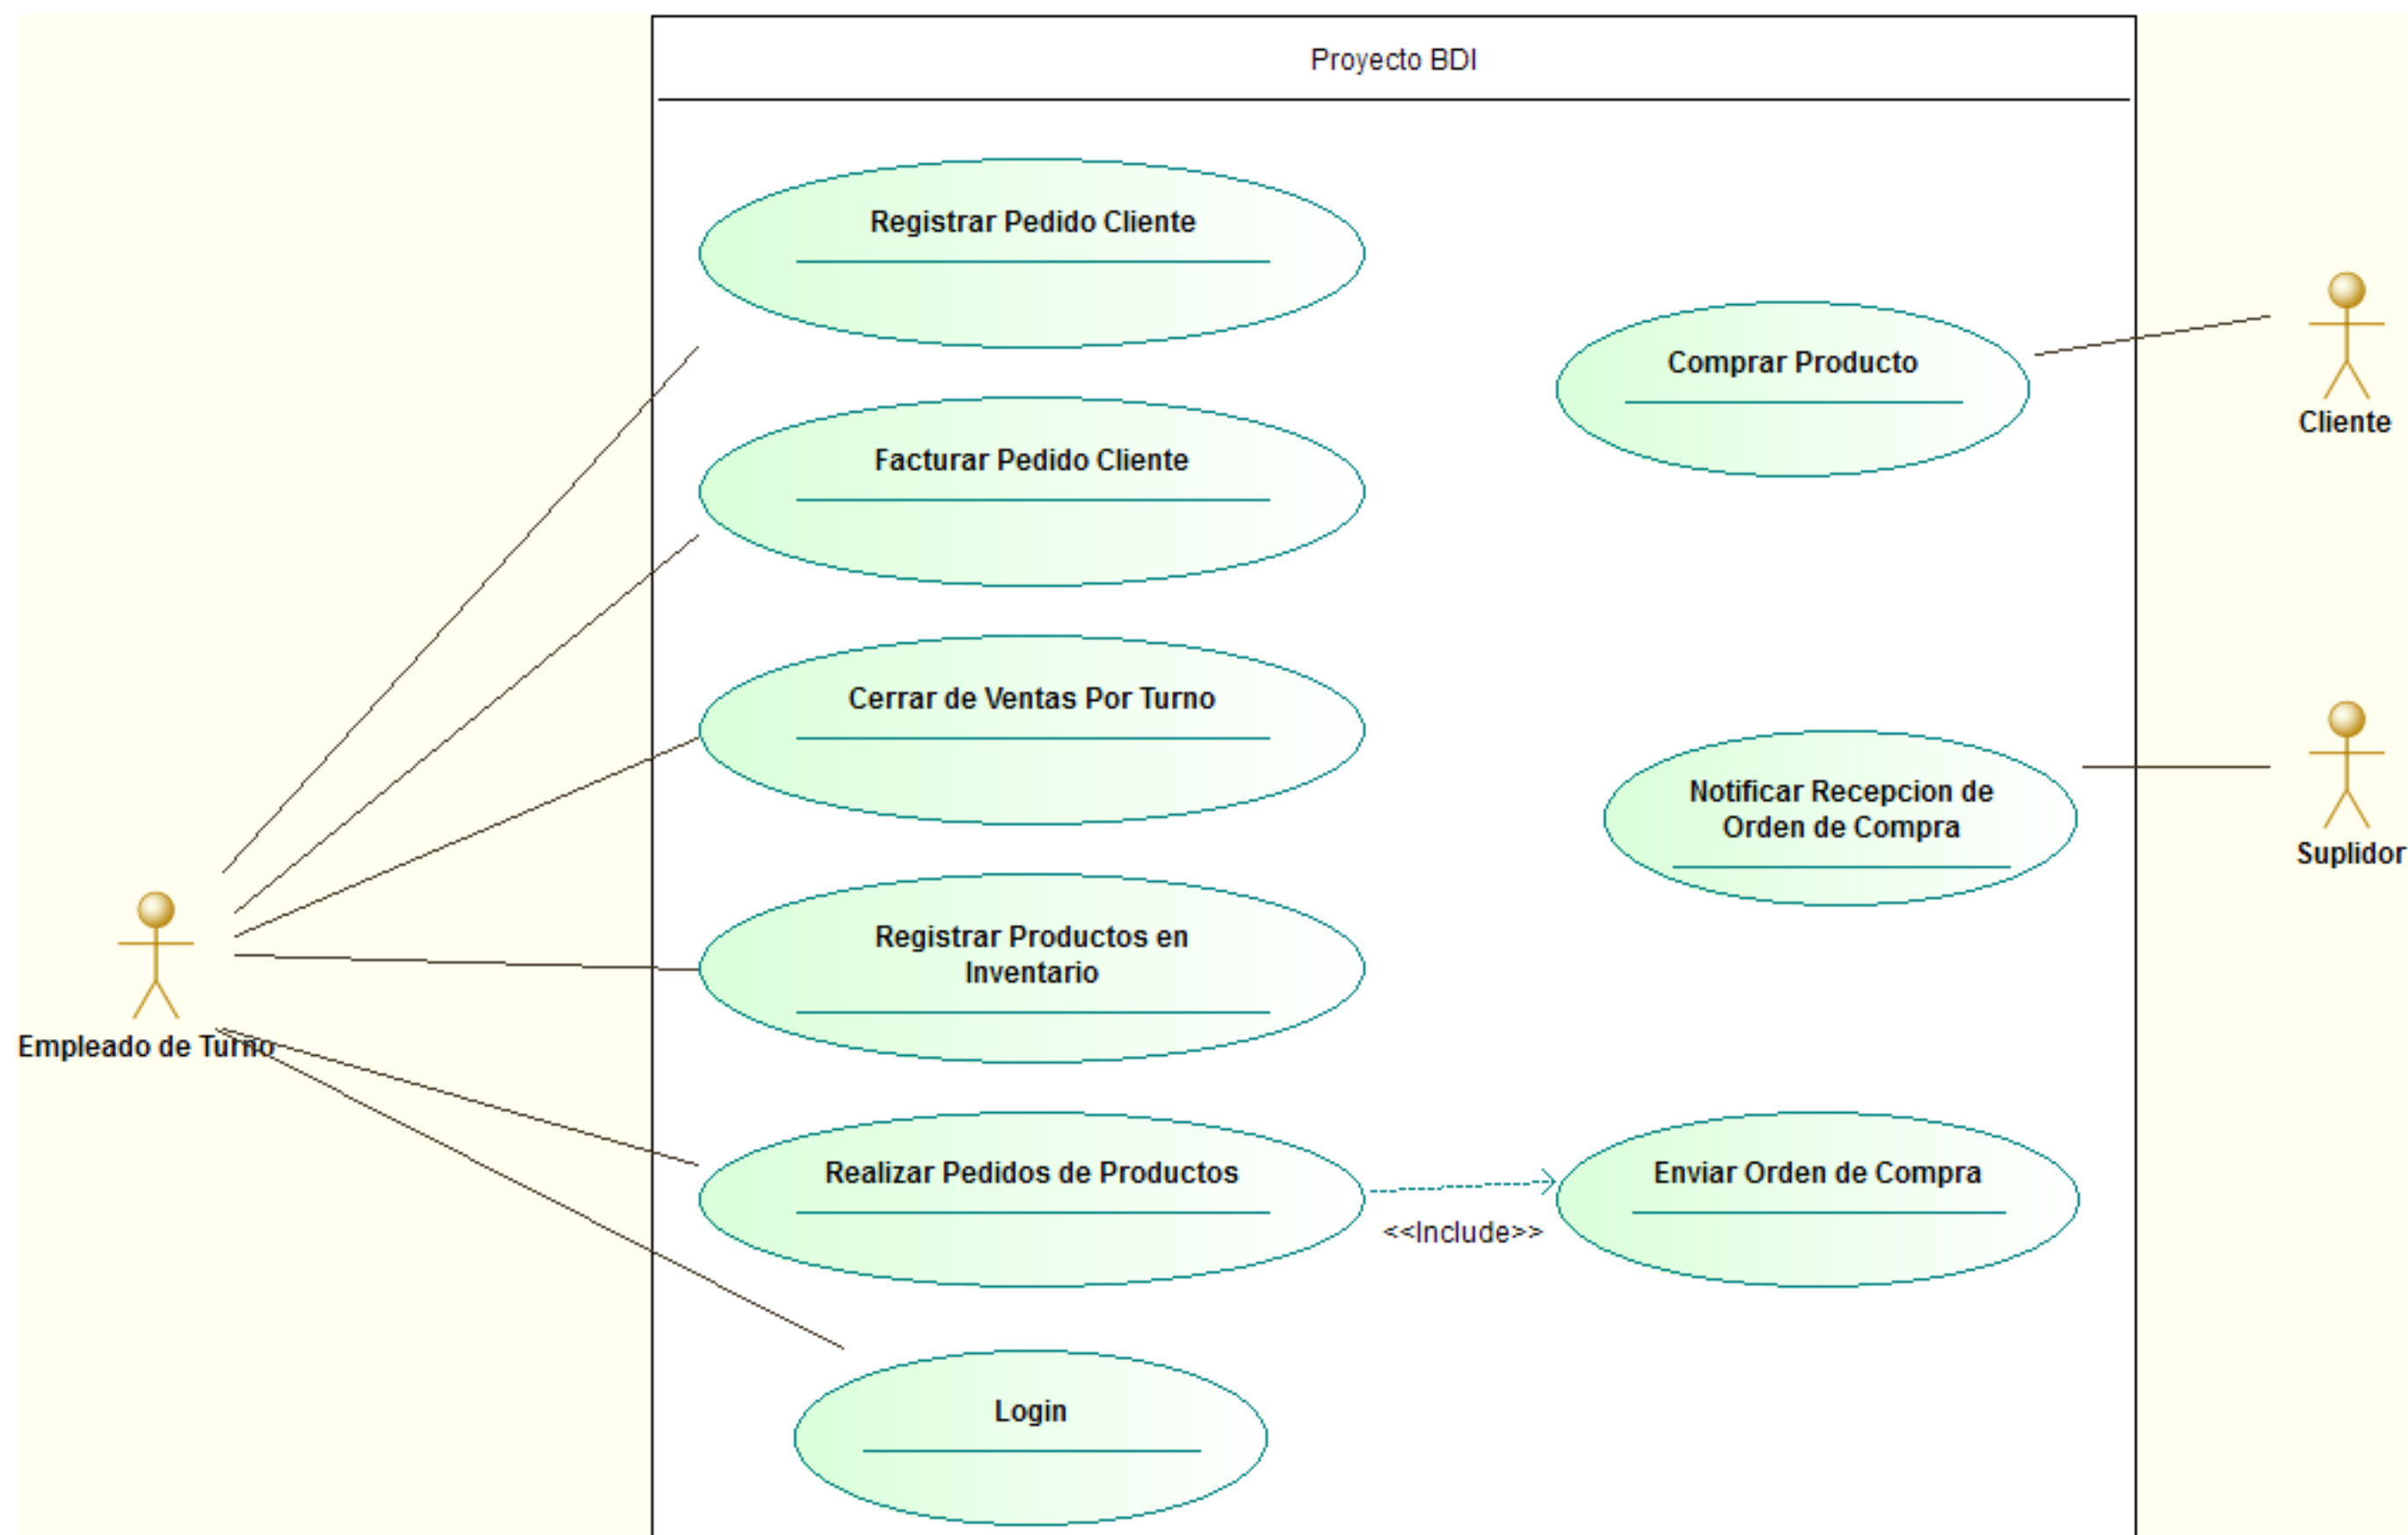 Proyecto BDI
Registrar Pedido Cliente
Comprar Producto
Cliente
Facturar Pedido Cliente
Cerrar de Ventas Por Turno
Notificar Recepcion de
Orden de Compra
Suplidor
Registrar Productos en
Inventario
Empleado de Turno
Realizar Pedidos de Productos
<<Include>>
Enviar Orden de Compra
Login